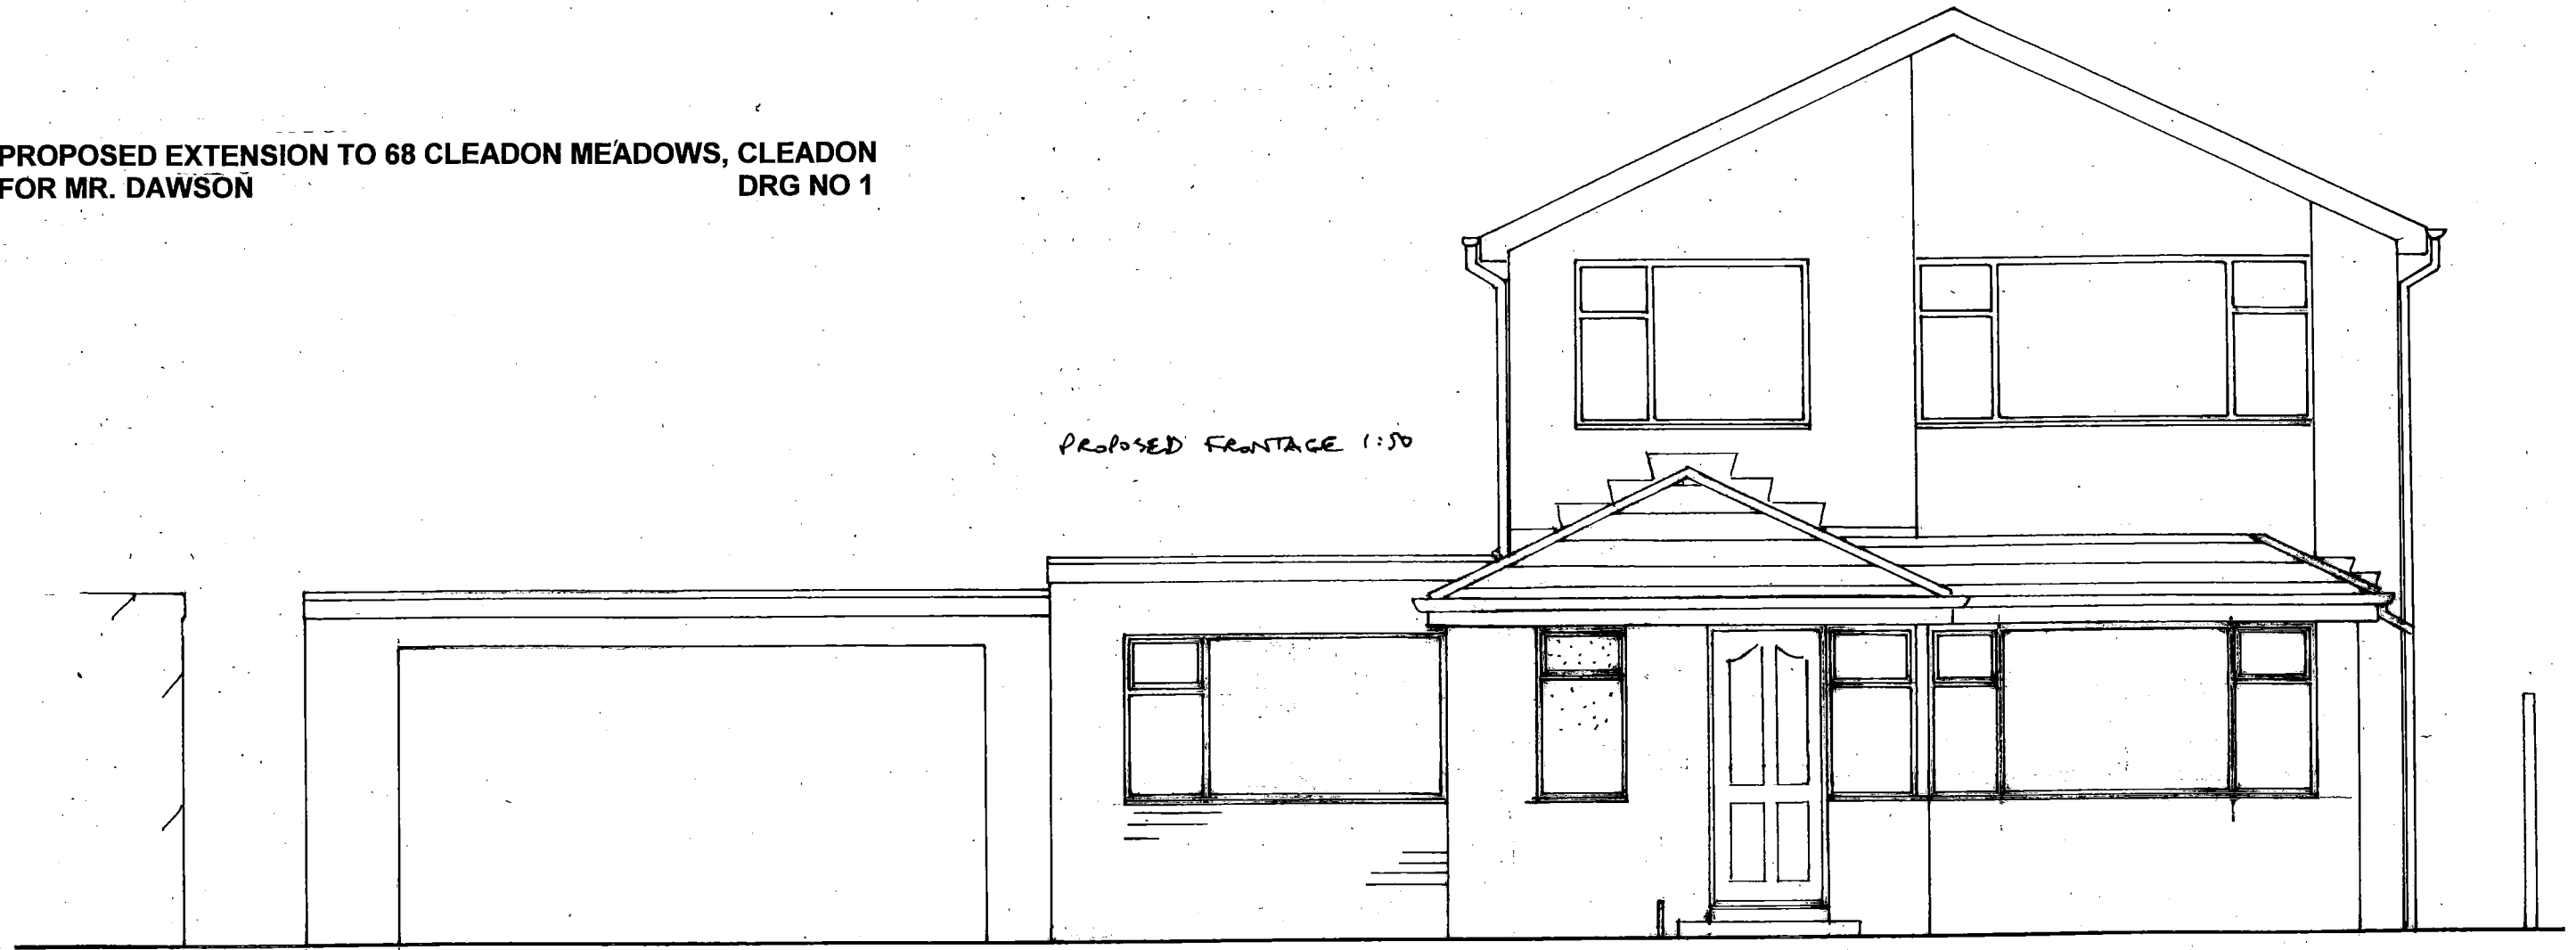 PROPOSED EXTENSION TO 68 CLEADON MEADOWS, CLEADON
FOR MR. DAWSON DRG NO 1
PROPOSED FRONTAGE 1:50